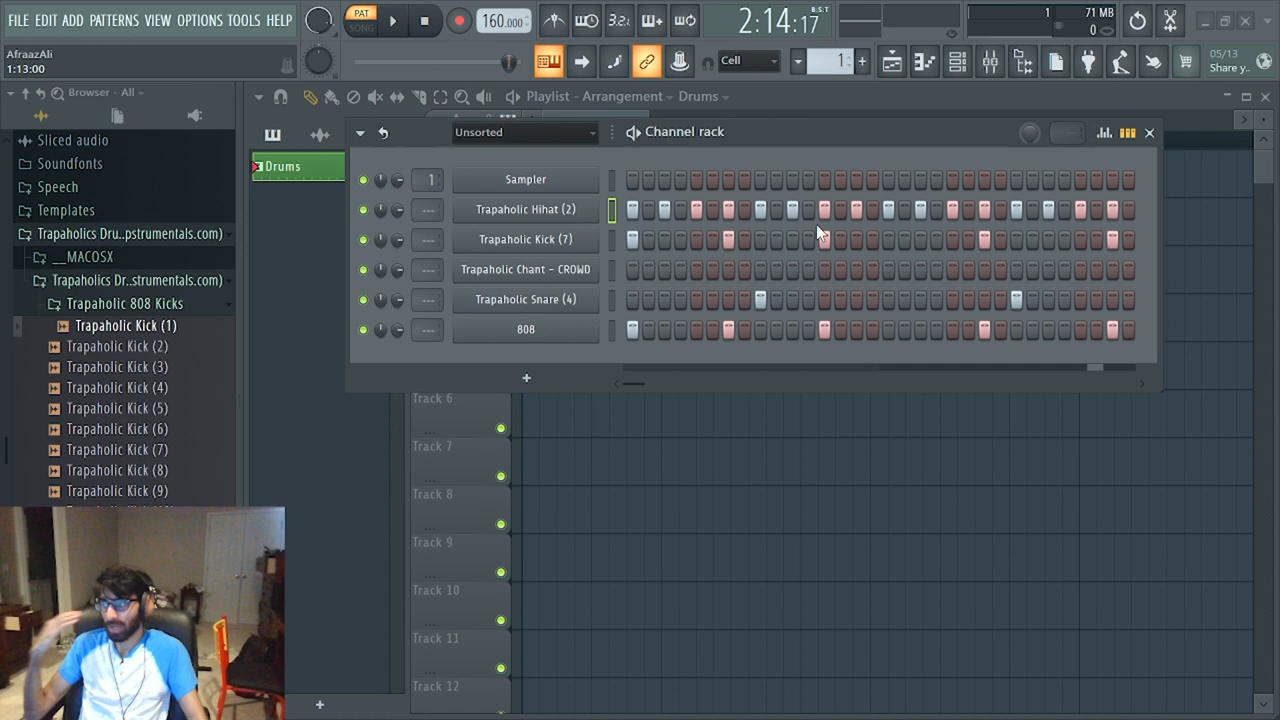 FILE EDIT ADD PATTERNS VIEW OPTIONS TOOLS HELP
PAT
SONG
160.000
3.2.
2:14:17
B:S:T
1
71 MB
0
AfraazAli
1:13:00
Cell
1
05/13
Share y..
Browser - All
Playlist - Arrangement Drums
Sliced audio
Soundfonts
Speech
Templates
Trapaholics Dru..pstrumentals.com)
__MACOSX
Trapaholics Dr..strumentals.com)
Trapaholic 808 Kicks
Trapaholic Kick (1)
Trapaholic Kick (2)
Trapaholic Kick (3)
Trapaholic Kick (4)
Trapaholic Kick (5)
Trapaholic Kick (6)
Trapaholic Kick (7)
Trapaholic Kick (8)
Trapaholic Kick (9)
Drums
Unsorted
Channel rack
1
Sampler
---
Trapaholic Hihat (2)
---
Trapaholic Kick (7)
---
Trapaholic Chant - CROWD
---
Trapaholic Snare (4)
---
808
+
Track 6
Track 7
Track 8
Track 9
Track 10
Track 11
Track 12
+